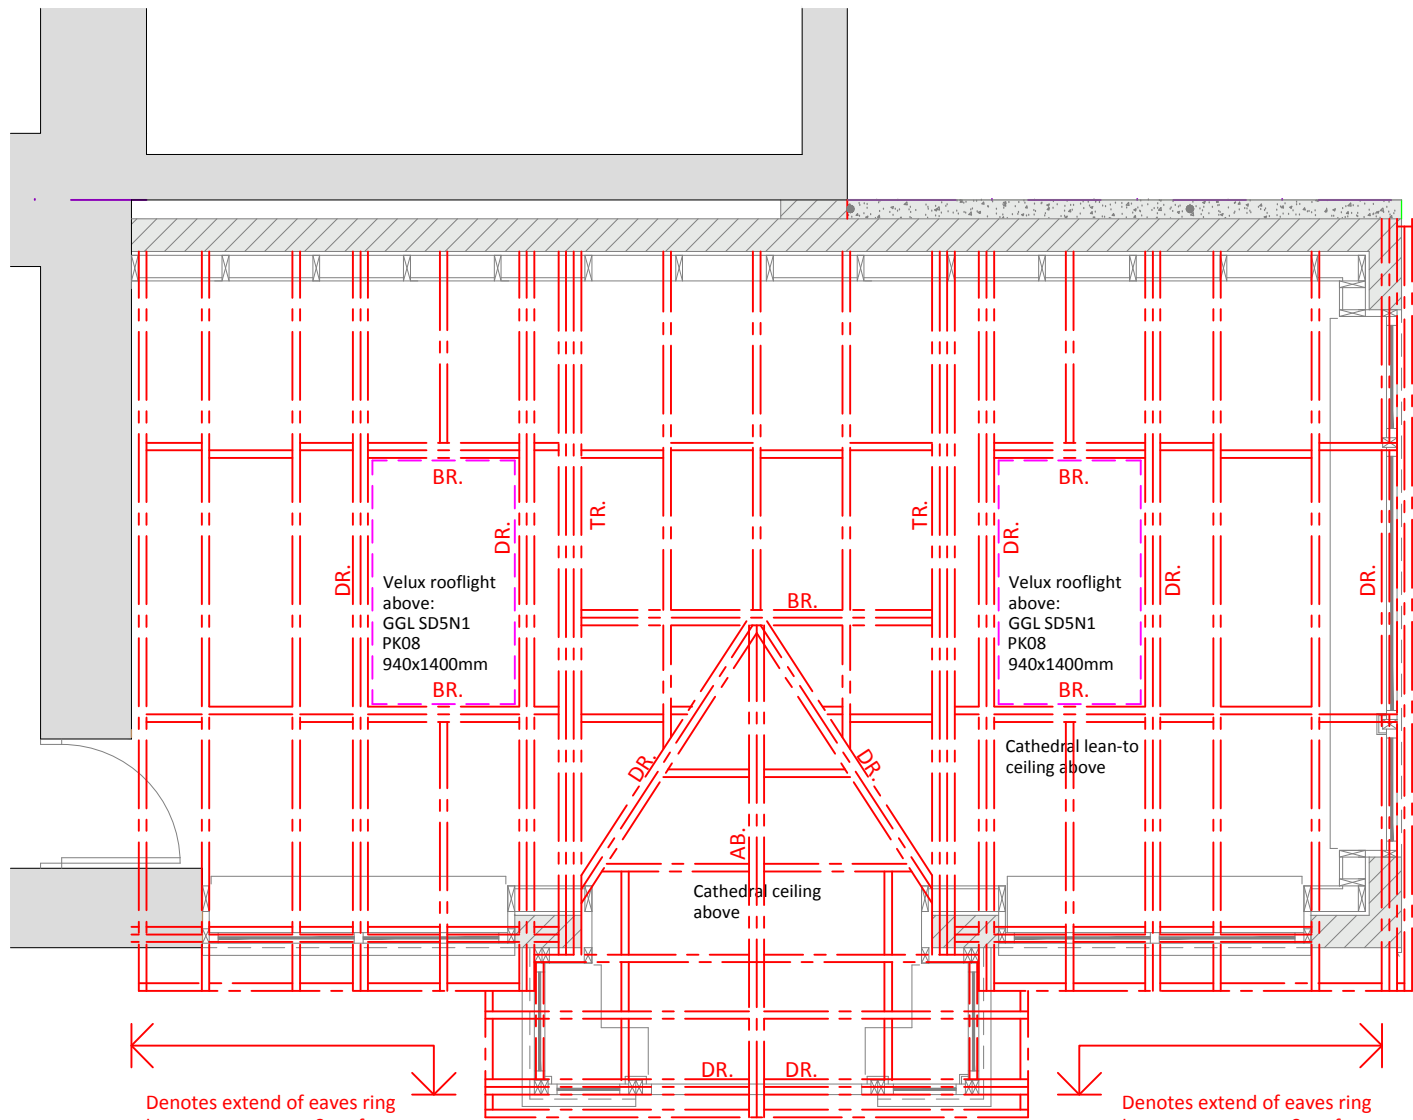 BR.
BR.
TR.
TR.
DR.
DR.
DR.
DR.
DR.
Velux rooflight
above:
GGL SD5N1
PK08
940x1400mm
BR.
Velux rooflight
above:
GGL SD5N1
PK08
940x1400mm
BR.
BR.
Cathedral lean-to
ceiling above
DR.
DR.
AB.
Cathedral ceiling
above
DR.
DR.
Denotes extend of eaves ring
Denotes extend of eaves ring